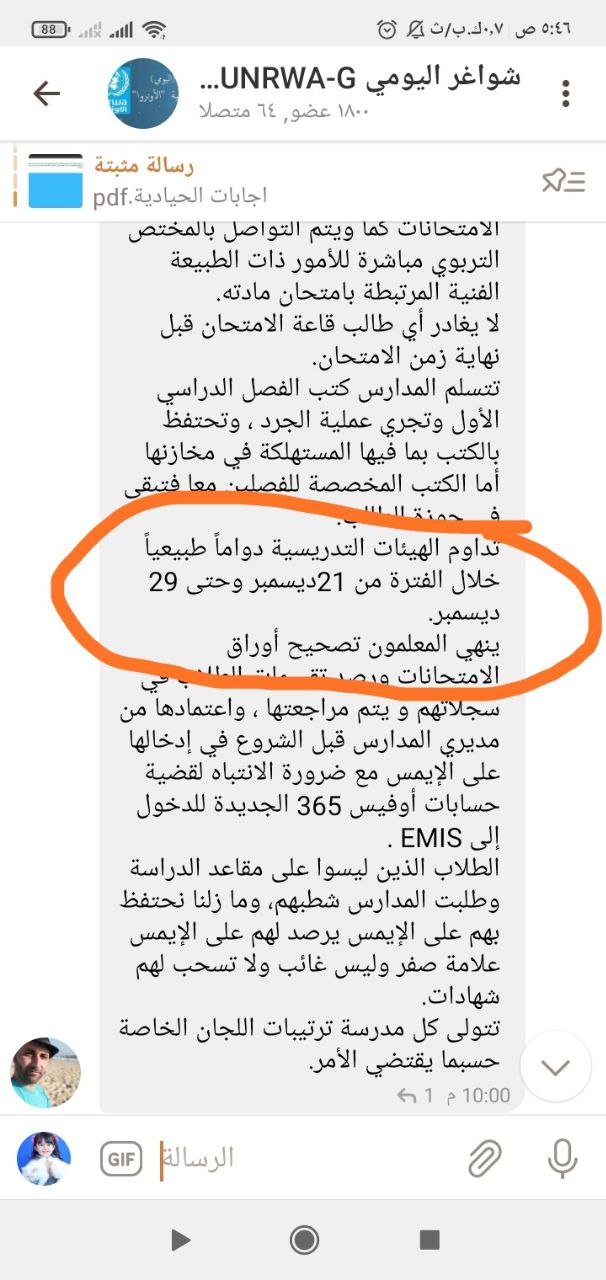 ٥:٤٦ ص | ٠,٧ك.ب/ث
88
شواغر اليومي UNRWA-G...
١٨٠٠ عضو, ٦٤ متصلا
رسالة مثبتة
اجابات الحيادية.pdf
الامتحانات كما ويتم التواصل بالمختص
التربوي مباشرة للأمور ذات الطبيعة
الفنية المرتبطة بامتحان مادته.
لا يغادر أي طالب قاعة الامتحان قبل
نهاية زمن الامتحان.
تتسلم المدارس كتب الفصل الدراسي
الأول وتجري عملية الجرد ، وتحتفظ
بالكتب بما فيها المستهلكة في مخازنها
أما الكتب المخصصة للفصلين معا فتبقى
في حوزة الطالب.
تداوم الهيئات التدريسية دواماً طبيعياً
خلال الفترة من 21ديسمبر وحتى 29
ديسمبر.
ينهي المعلمون تصحيح أوراق
الامتحانات ورصد تقييمات الطلاب في
سجلاتهم و يتم مراجعتها ، واعتمادها من
مديري المدارس قبل الشروع في إدخالها
على الإيمس مع ضرورة الانتباه لقضية
حسابات أوفيس 365 الجديدة للدخول
إلى EMIS .
الطلاب الذين ليسوا على مقاعد الدراسة
وطلبت المدارس شطبهم، وما زلنا نحتفظ
بهم على الإيمس يرصد لهم على الإيمس
علامة صفر وليس غائب ولا تسحب لهم
شهادات.
تتولى كل مدرسة ترتيبات اللجان الخاصة
حسبما يقتضي الأمر.
10:00 م 1
الرسالة
GIF